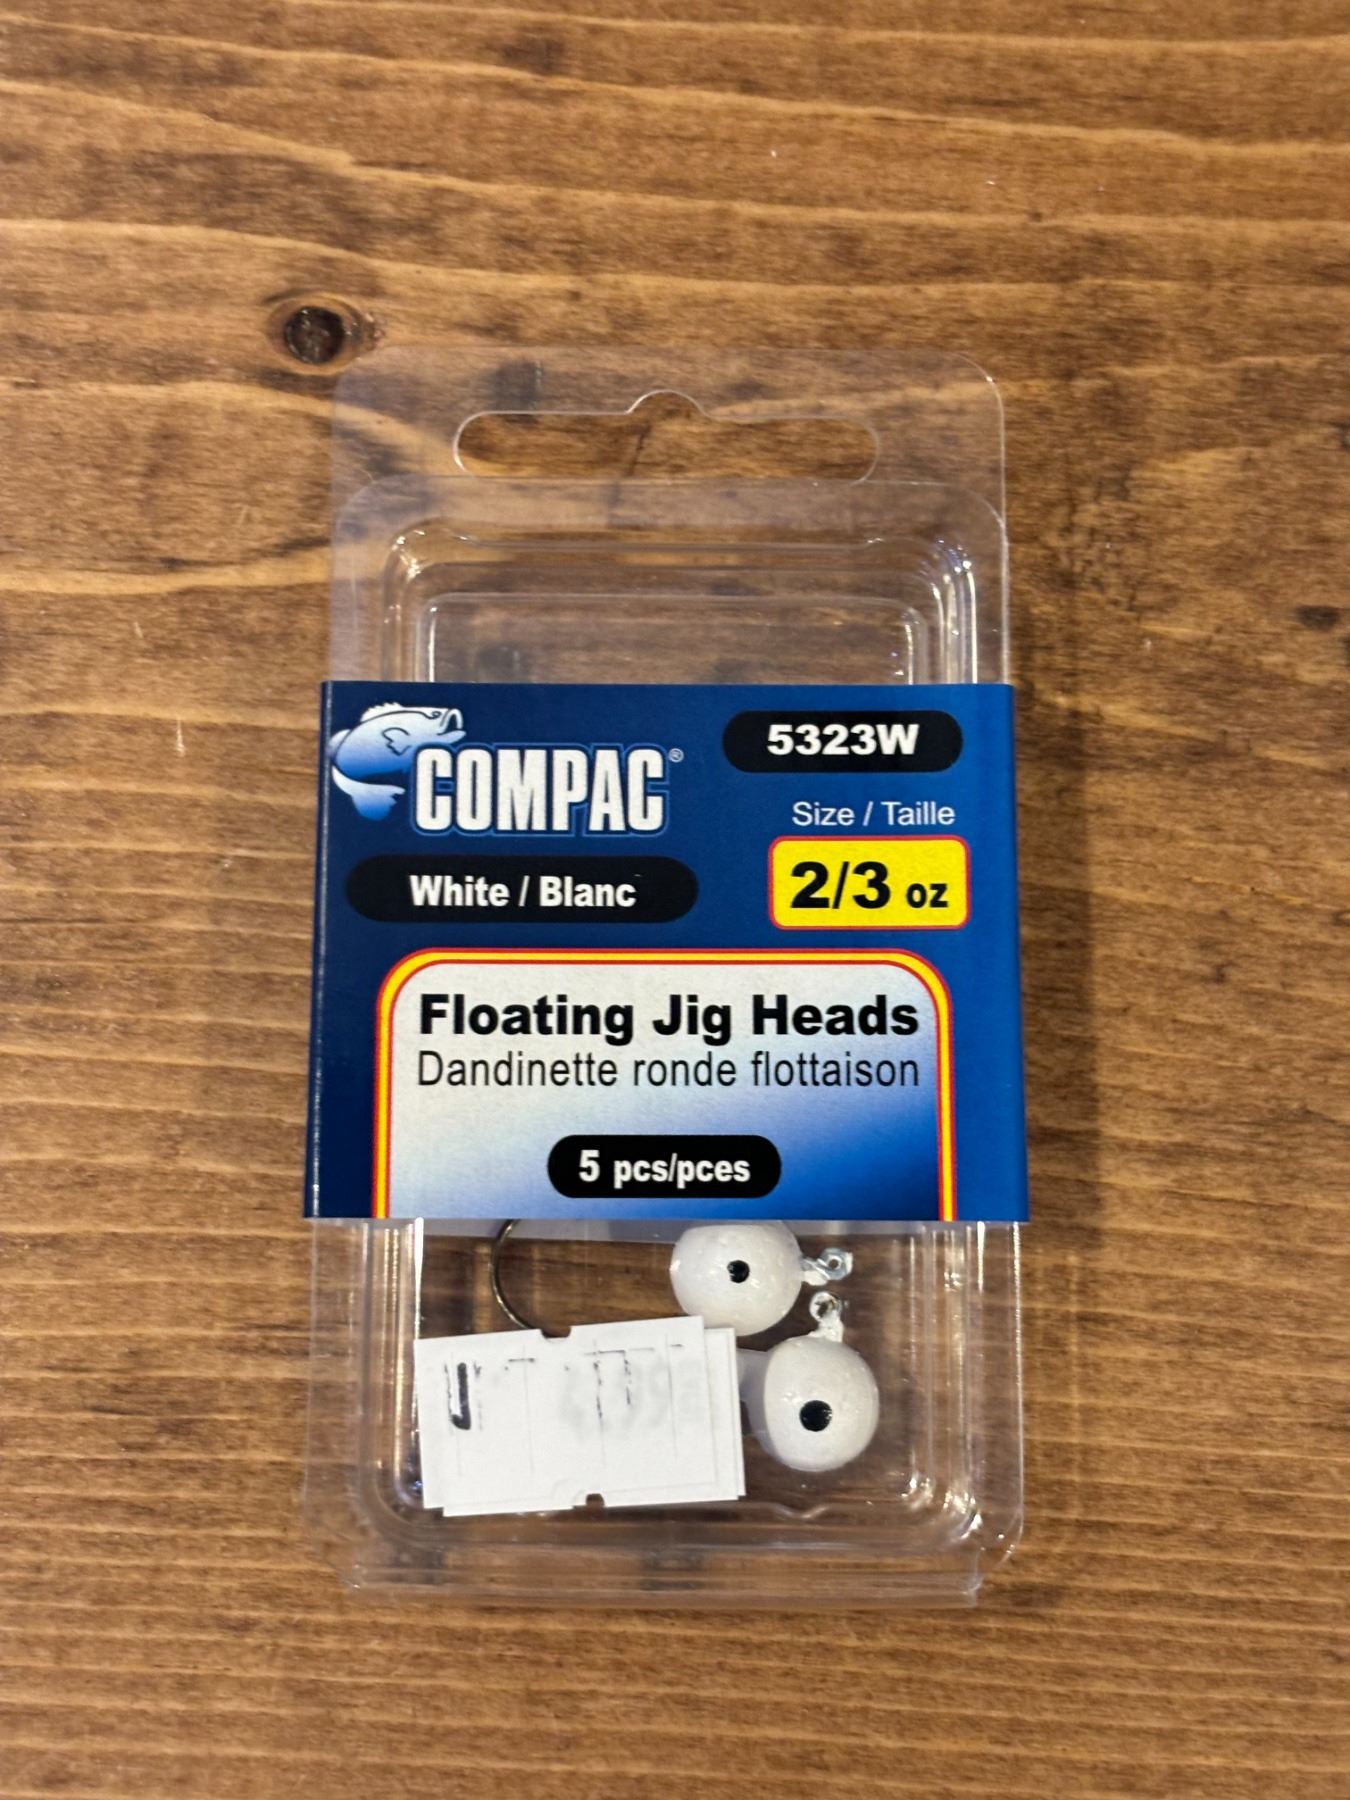 COMPAC®
5323W
Size / Taille
2/3 oz
White / Blanc
Floating Jig Heads
Dandinette ronde flottaison
5 pcs/pces